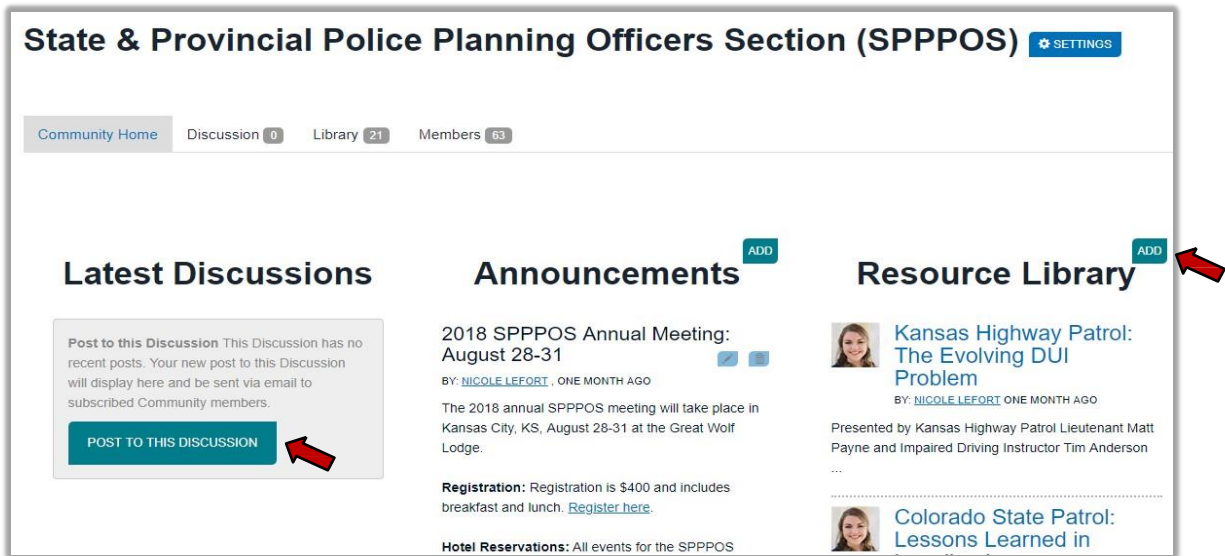 State & Provincial Police Planning Officers Section (SPPPOS) SETTINGS
Community Home Discussion 0 Library 21 Members 63
Latest Discussions
Post to this Discussion This Discussion has no
recent posts. Your new post to this Discussion
will display here and be sent via email to
subscribed Community members.
POST TO THIS DISCUSSION
ADD
Announcements
2018 SPPPOS Annual Meeting:
August 28-31
BY: NICOLE LEFORT , ONE MONTH AGO
The 2018 annual SPPPOS meeting will take place in
Kansas City, KS, August 28-31 at the Great Wolf
Lodge.
Registration: Registration is $400 and includes
breakfast and lunch. Register here.
Hotel Reservations: All events for the SPPPOS
ADD
Resource Library
Kansas Highway Patrol:
The Evolving DUI
Problem
BY: NICOLE LEFORT ONE MONTH AGO
Presented by Kansas Highway Patrol Lieutenant Matt
Payne and Impaired Driving Instructor Tim Anderson
...
Colorado State Patrol:
Lessons Learned in